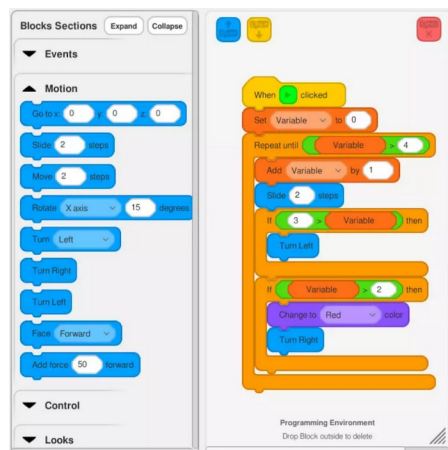 Blocks Sections Expand Collapse
Events
Motion
Go to x: 0 y: 0 z: 0
Slide 2 steps
Move 2 steps
Rotate X axis 15 degrees
Turn Left
Turn Right
Turn Left
Face Forward
Add force 50 forward
Control
Looks
When clicked
Set Variable to 0
Repeat until Variable > 4
Add Variable by 1
Slide 2 steps
If 3 > Variable then
Turn Left
If Variable > 2 then
Change to Red color
Turn Right
Programming Environment
Drop Block outside to delete